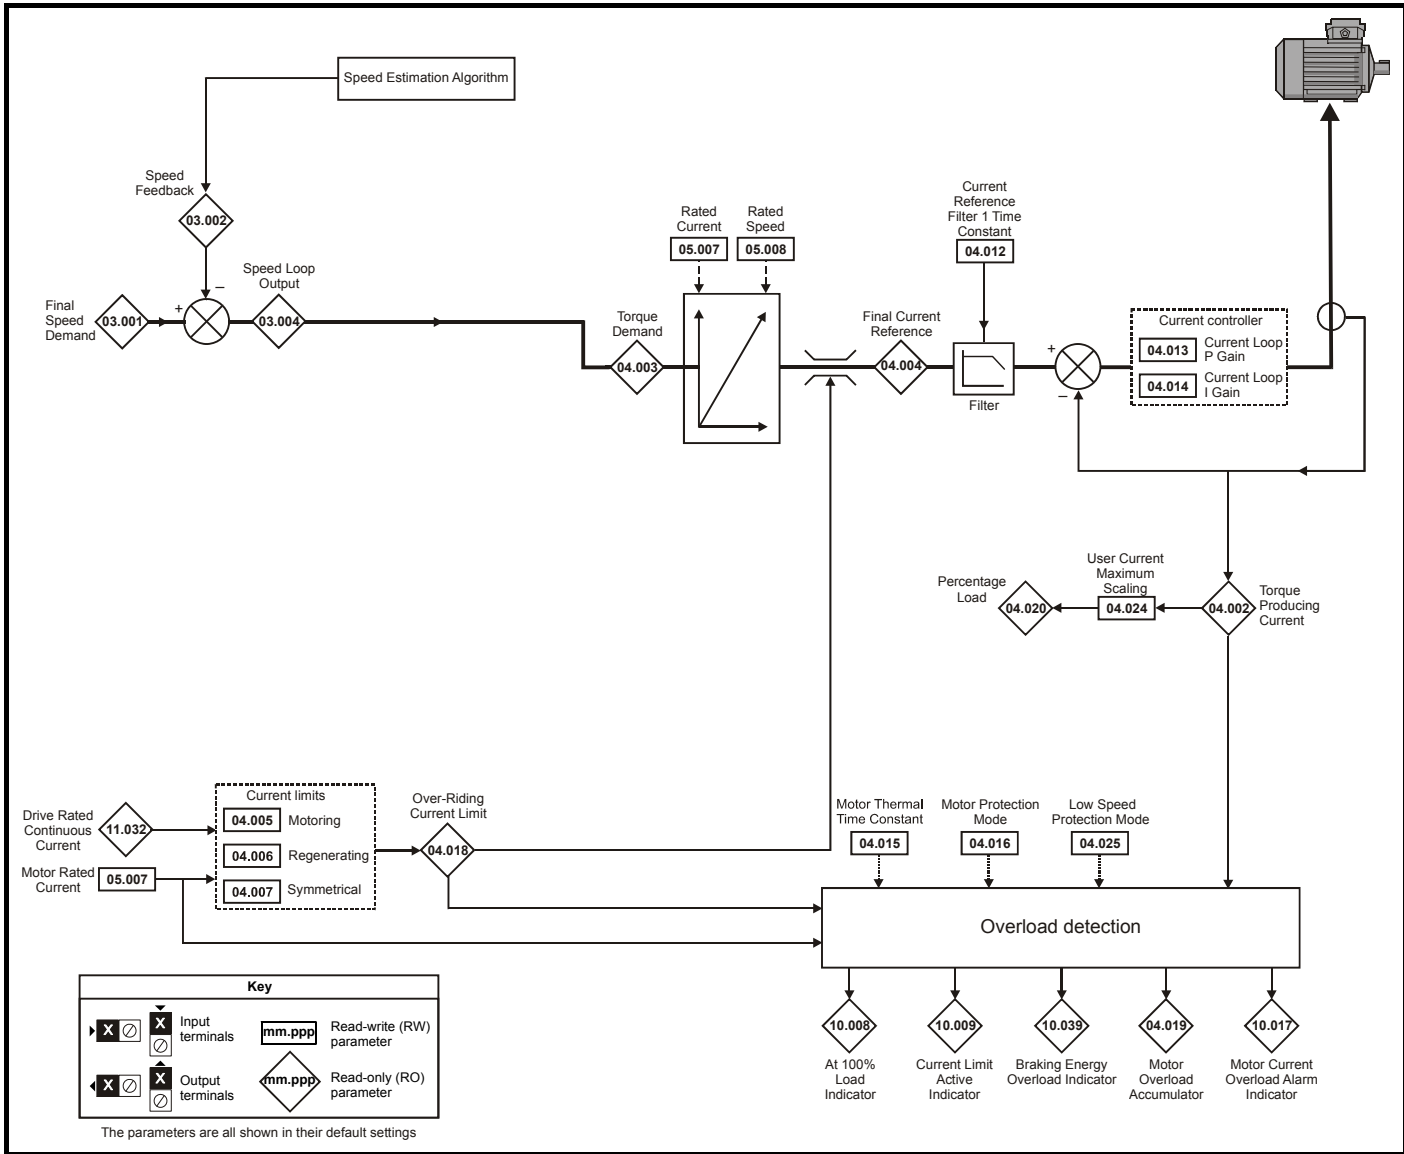 Speed Estimation Algorithm
Speed
Feedback
03.002
–
Final
Speed
Demand
03.001
+
Speed Loop
Output
03.004
Torque
Demand
04.003
Rated
Current
05.007
Rated
Speed
05.008
Final Current
Reference
04.004
Current
Reference
Filter 1 Time
Constant
04.012
Filter
+
–
Current controller
04.013
Current Loop
P Gain
04.014
Current Loop
I Gain
Percentage
Load
04.020
User Current
Maximum
Scaling
04.024
04.002
Torque
Producing
Current
Drive Rated
Continuous
Current
11.032
Motor Rated
Current
05.007
Current limits
04.005
Motoring
04.006
Regenerating
04.007
Symmetrical
Over-Riding
Current Limit
04.018
Motor Thermal
Time Constant
04.015
Motor Protection
Mode
04.016
Low Speed
Protection Mode
04.025
Overload detection
10.008
At 100%
Load
Indicator
10.009
Current Limit
Active
Indicator
10.039
Braking Energy
Overload Indicator
04.019
Motor
Overload
Accumulator
10.017
Motor Current
Overload Alarm
Indicator
Key
X
X
Input
terminals
mm.ppp
Read-write (RW)
parameter
X
X
Output
terminals
mm.ppp
Read-only (RO)
parameter
The parameters are all shown in their default settings